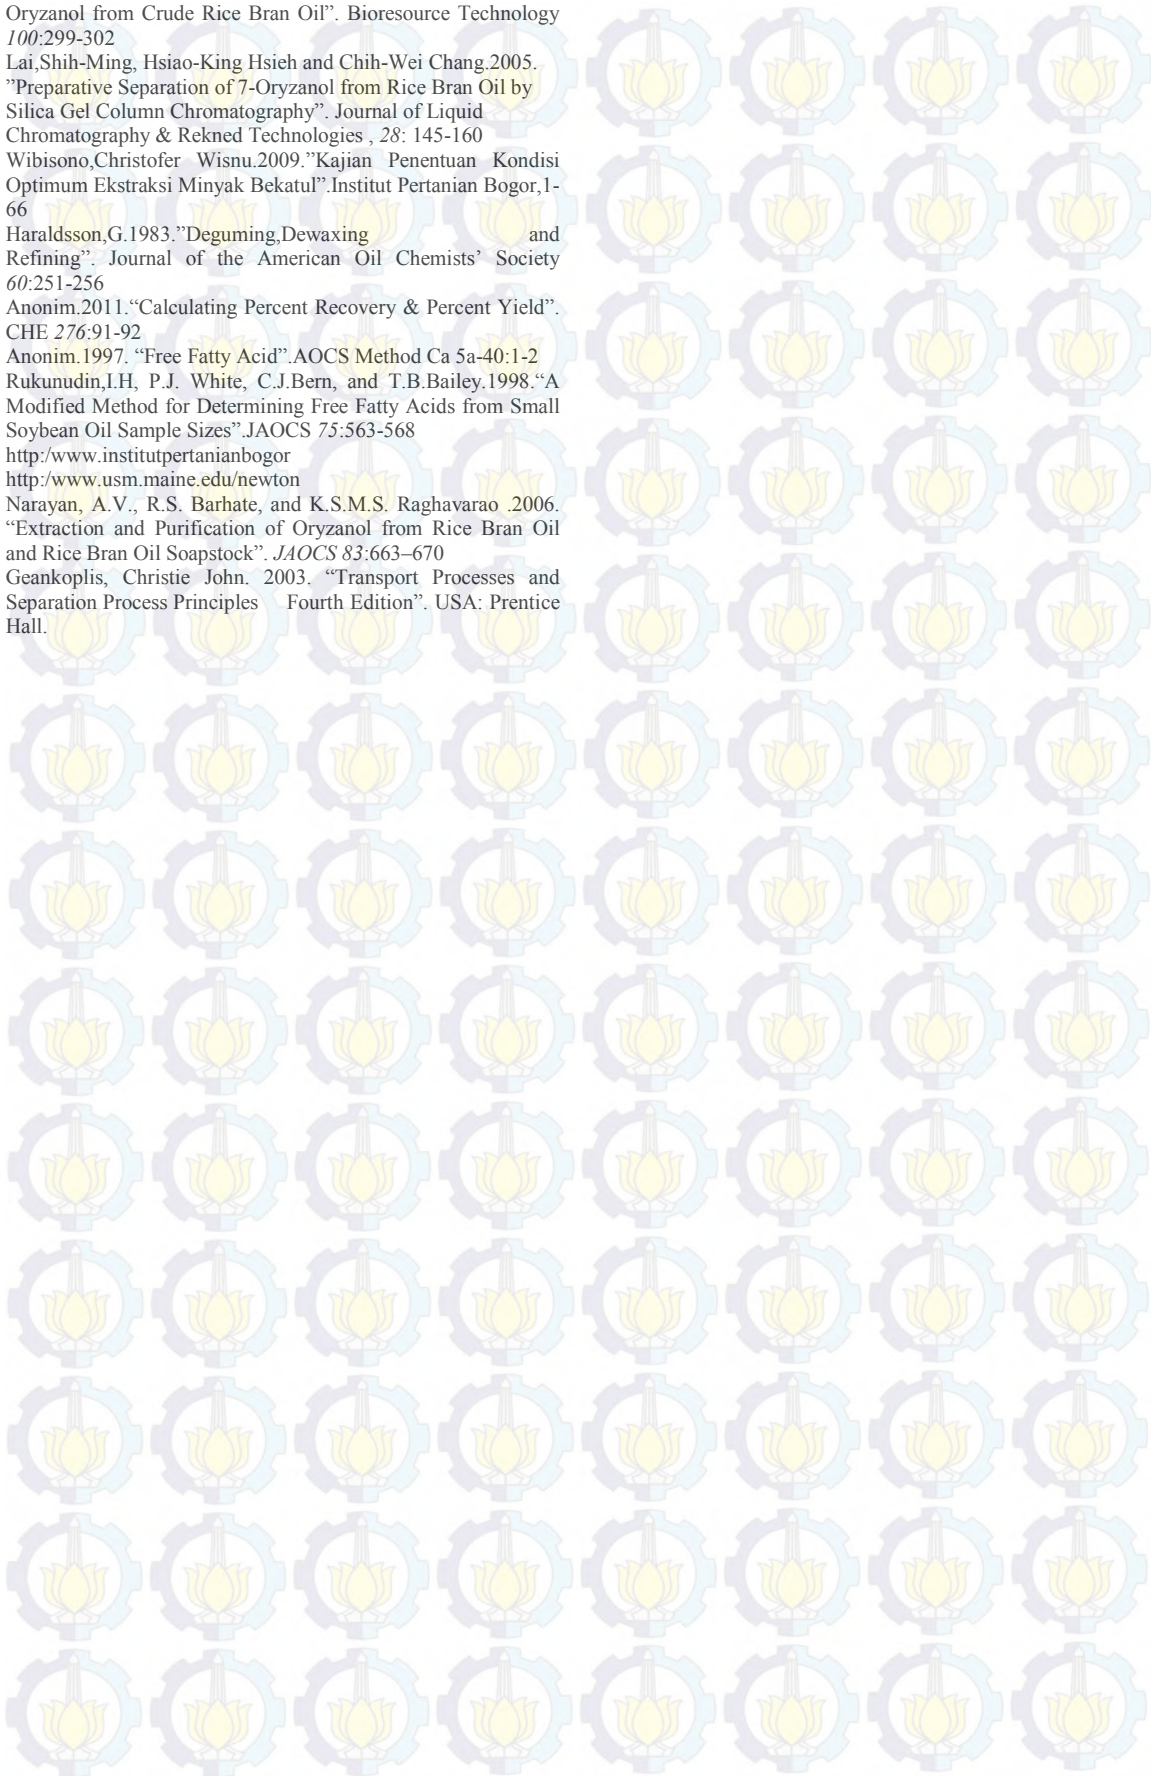 Oryzanol from Crude Rice Bran Oil”. Bioresource Technology
100:299-302
Lai,Shih-Ming, Hsiao-King Hsieh and Chih-Wei Chang.2005.
”Preparative Separation of 7-Oryzanol from Rice Bran Oil by
Silica Gel Column Chromatography”. Journal of Liquid
Chromatography & Rekned Technologies , 28: 145-160
Wibisono,Christofer Wisnu.2009.”Kajian Penentuan Kondisi
Optimum Ekstraksi Minyak Bekatul”.Institut Pertanian Bogor,1-
66
Haraldsson,G.1983.”Deguming,Dewaxing and
Refining”. Journal of the American Oil Chemists’ Society
60:251-256
Anonim.2011.“Calculating Percent Recovery & Percent Yield”.
CHE 276:91-92
Anonim.1997. “Free Fatty Acid”.AOCS Method Ca 5a-40:1-2
Rukunudin,I.H, P.J. White, C.J.Bern, and T.B.Bailey.1998.“A
Modified Method for Determining Free Fatty Acids from Small
Soybean Oil Sample Sizes”.JAOCS 75:563-568
http:/www.institutpertanianbogor
http:/www.usm.maine.edu/newton
Narayan, A.V., R.S. Barhate, and K.S.M.S. Raghavarao .2006.
“Extraction and Purification of Oryzanol from Rice Bran Oil
and Rice Bran Oil Soapstock”. JAOCS 83:663–670
Geankoplis, Christie John. 2003. “Transport Processes and
Separation Process Principles Fourth Edition”. USA: Prentice
Hall.